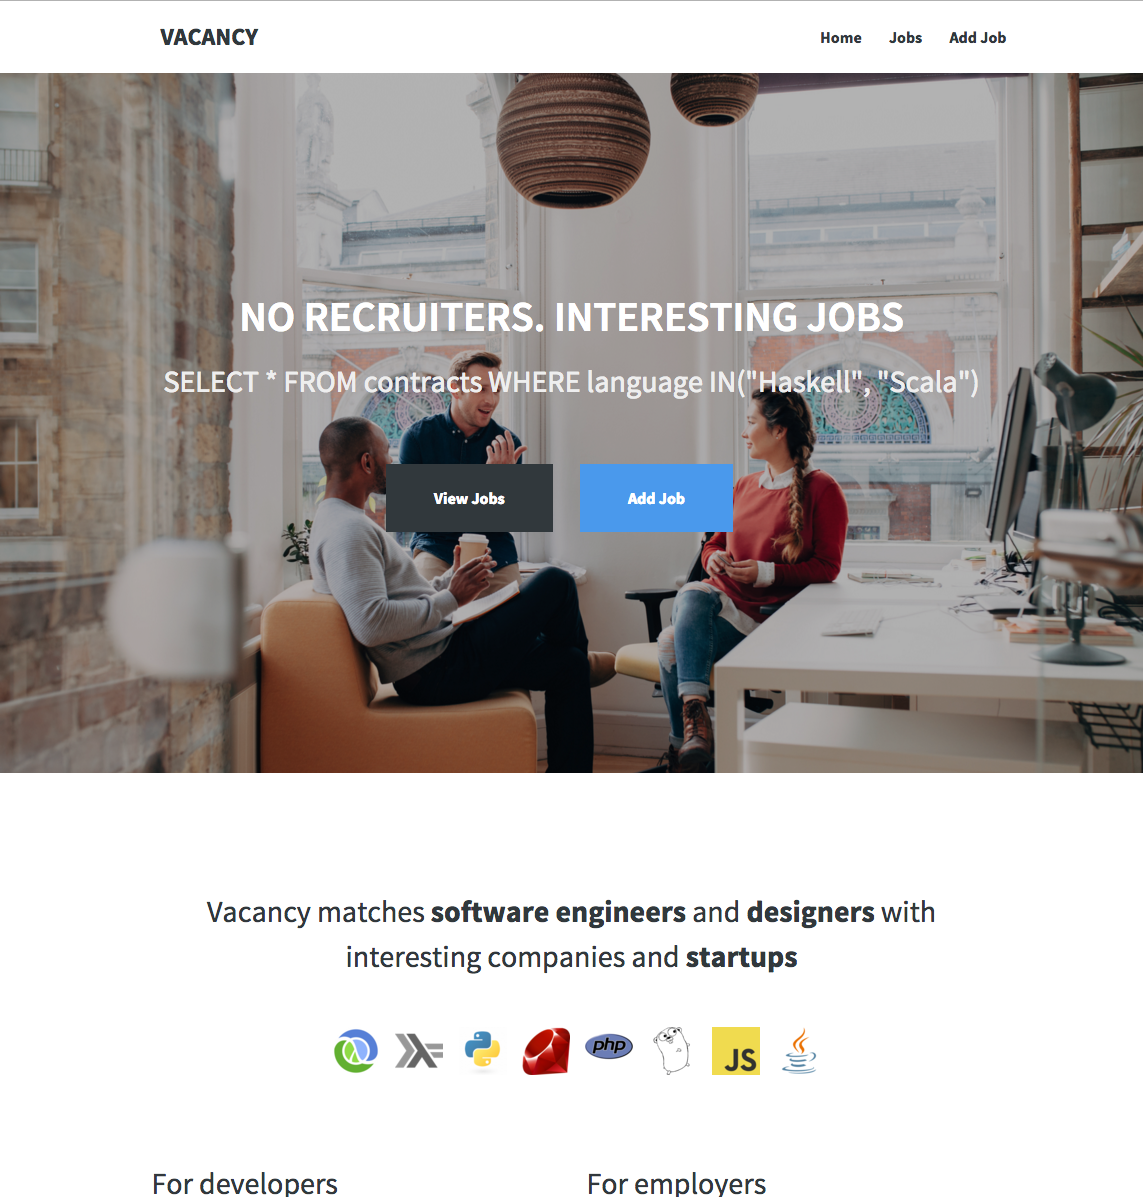 VACANCY
Home Jobs Add Job
NO RECRUITERS. INTERESTING JOBS
SELECT * FROM contracts WHERE language IN("Haskell", "Scala")
View Jobs Add Job
Vacancy matches software engineers and designers with
interesting companies and startups
php JS
For developers For employers